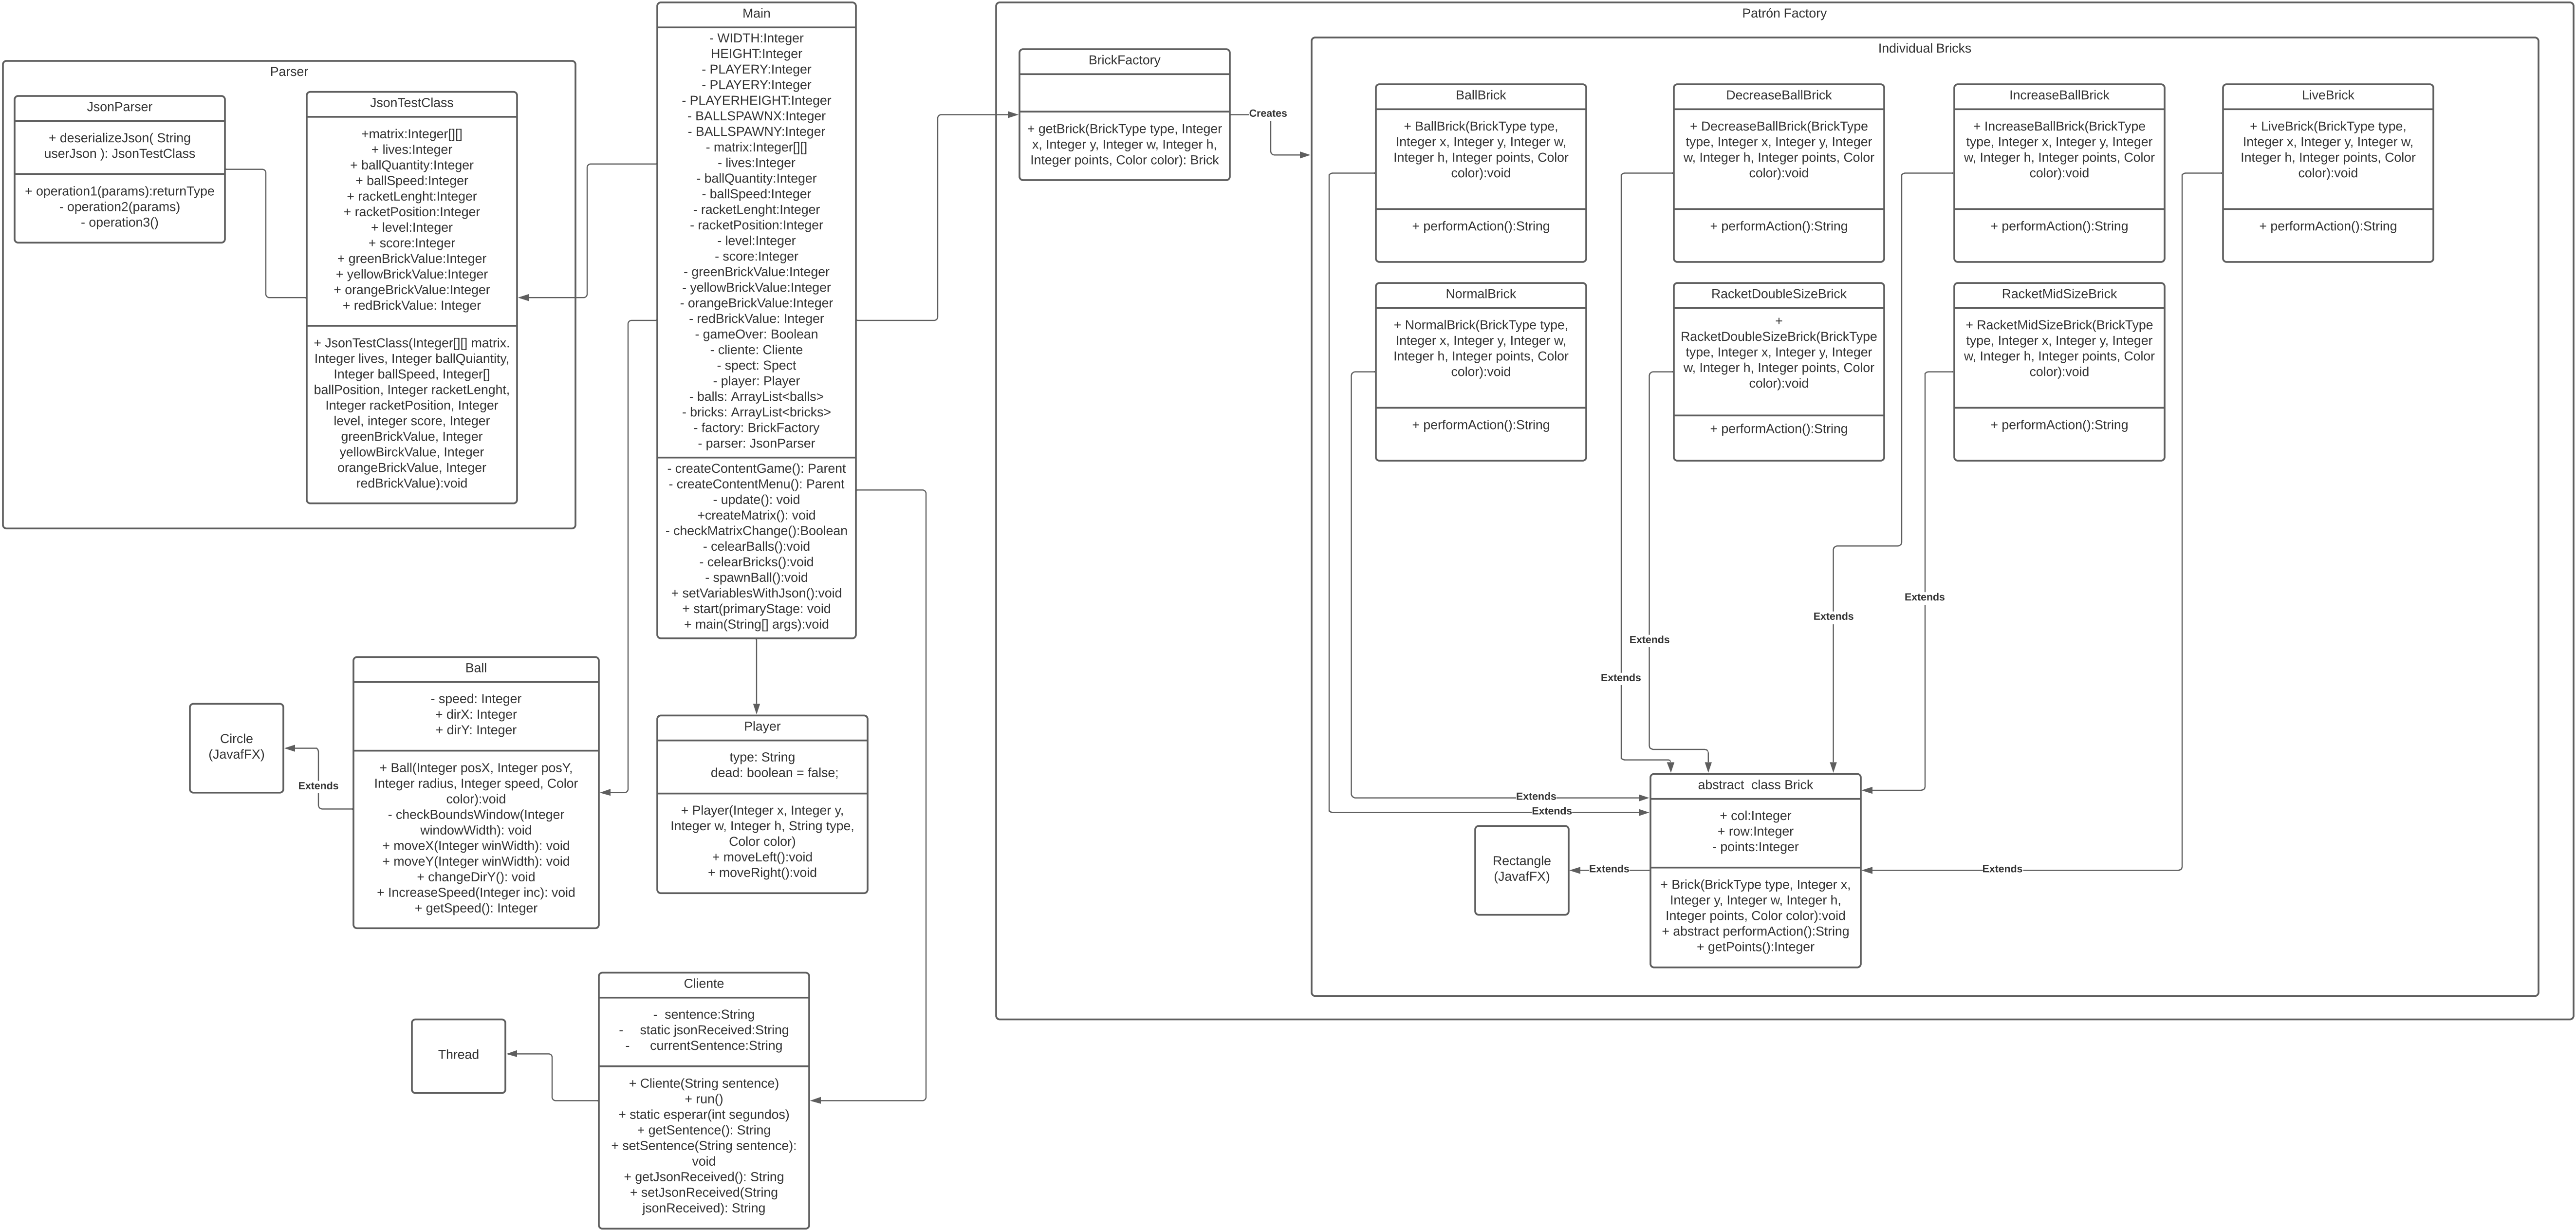 Parser
JsonParser
+ deserializeJson( String
userJson ): JsonTestClass
+ operation1(params):returnType
- operation2(params)
- operation3()
JsonTestClass
+matrix:Integer[][]
+ lives:Integer
+ ballQuantity:Integer
+ ballSpeed:Integer
+ racketLenght:Integer
+ racketPosition:Integer
+ level:Integer
+ score:Integer
+ greenBrickValue:Integer
+ yellowBrickValue:Integer
+ orangeBrickValue:Integer
+ redBrickValue: Integer
+ JsonTestClass(Integer[][] matrix.
Integer lives, Integer ballQuiantity,
Integer ballSpeed, Integer[]
ballPosition, Integer racketLenght,
Integer racketPosition, Integer
level, integer score, Integer
greenBrickValue, Integer
yellowBirckValue, Integer
orangeBrickValue, Integer
redBrickValue):void
Main
- WIDTH:Integer
HEIGHT:Integer
- PLAYERY:Integer
- PLAYERY:Integer
- PLAYERHEIGHT:Integer
- BALLSPAWNX:Integer
- BALLSPAWNY:Integer
- matrix:Integer[][]
- lives:Integer
- ballQuantity:Integer
- ballSpeed:Integer
- racketLenght:Integer
- racketPosition:Integer
- level:Integer
- score:Integer
- greenBrickValue:Integer
- yellowBrickValue:Integer
- orangeBrickValue:Integer
- redBrickValue: Integer
- gameOver: Boolean
- cliente: Cliente
- spect: Spect
- player: Player
- balls: ArrayList<balls>
- bricks: ArrayList<bricks>
- factory: BrickFactory
- parser: JsonParser
- createContentGame(): Parent
- createContentMenu(): Parent
- update(): void
+createMatrix(): void
- checkMatrixChange():Boolean
- celearBalls():void
- celearBricks():void
- spawnBall():void
+ setVariablesWithJson():void
+ start(primaryStage: void
+ main(String[] args):void
Ball
- speed: Integer
+ dirX: Integer
+ dirY: Integer
+ Ball(Integer posX, Integer posY,
Integer radius, Integer speed, Color
color):void
- checkBoundsWindow(Integer
windowWidth): void
+ moveX(Integer winWidth): void
+ moveY(Integer winWidth): void
+ changeDirY(): void
+ IncreaseSpeed(Integer inc): void
+ getSpeed(): Integer
Circle
(JavafFX)
Extends
Player
type: String
dead: boolean = false;
+ Player(Integer x, Integer y,
Integer w, Integer h, String type,
Color color)
+ moveLeft():void
+ moveRight():void
Cliente
- sentence:String
- static jsonReceived:String
- currentSentence:String
+ Cliente(String sentence)
+ run()
+ static esperar(int segundos)
+ getSentence(): String
+ setSentence(String sentence):
void
+ getJsonReceived(): String
+ setJsonReceived(String
jsonReceived): String
Thread
Patrón Factory
BrickFactory
+ getBrick(BrickType type, Integer
x, Integer y, Integer w, Integer h,
Integer points, Color color): Brick
Creates
Individual Bricks
BallBrick
+ BallBrick(BrickType type,
Integer x, Integer y, Integer w,
Integer h, Integer points, Color
color):void
+ performAction():String
DecreaseBallBrick
+ DecreaseBallBrick(BrickType
type, Integer x, Integer y, Integer
w, Integer h, Integer points, Color
color):void
+ performAction():String
IncreaseBallBrick
+ IncreaseBallBrick(BrickType
type, Integer x, Integer y, Integer
w, Integer h, Integer points, Color
color):void
+ performAction():String
LiveBrick
+ LiveBrick(BrickType type,
Integer x, Integer y, Integer w,
Integer h, Integer points, Color
color):void
+ performAction():String
NormalBrick
+ NormalBrick(BrickType type,
Integer x, Integer y, Integer w,
Integer h, Integer points, Color
color):void
+ performAction():String
RacketDoubleSizeBrick
+
RacketDoubleSizeBrick(BrickType
type, Integer x, Integer y, Integer
w, Integer h, Integer points, Color
color):void
+ performAction():String
RacketMidSizeBrick
+ RacketMidSizeBrick(BrickType
type, Integer x, Integer y, Integer
w, Integer h, Integer points, Color
color):void
+ performAction():String
Extends
Extends
Extends
Extends
Extends
Extends
Extends
Extends
abstract class Brick
+ col:Integer
+ row:Integer
- points:Integer
+ Brick(BrickType type, Integer x,
Integer y, Integer w, Integer h,
Integer points, Color color):void
+ abstract performAction():String
+ getPoints():Integer
Rectangle
(JavafFX)